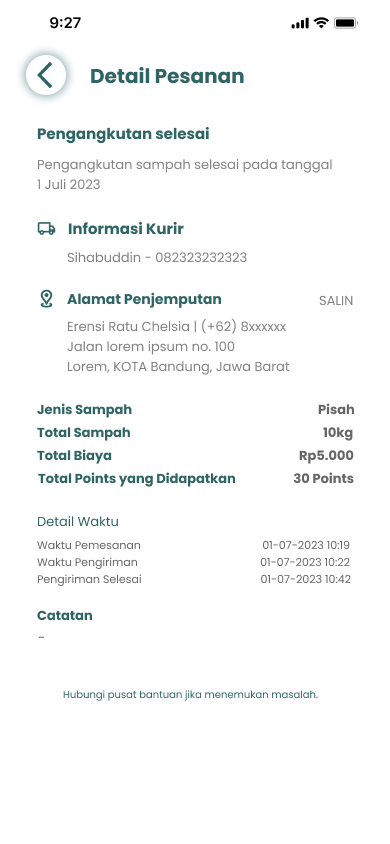 9:27
Detail Pesanan
Pengangkutan selesai
Pengangkutan sampah selesai pada tanggal
1 Juli 2023
Informasi Kurir
Sihabuddin - 082323232323
Alamat Penjemputan SALIN
Erensi Ratu Chelsia | (+62) 8xxxxxx
Jalan lorem ipsum no. 100
Lorem, KOTA Bandung, Jawa Barat
Jenis Sampah Pisah
Total Sampah 10kg
Total Biaya Rp5.000
Total Points yang Didapatkan 30 Points
Detail Waktu
Waktu Pemesanan 01-07-2023 10:19
Waktu Pengiriman 01-07-2023 10:22
Pengiriman Selesai 01-07-2023 10:42
Catatan
-
Hubungi pusat bantuan jika menemukan masalah.